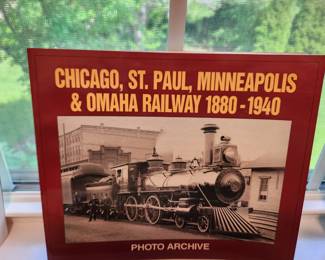 CHICAGO, ST. PAUL, MINNEAPOLIS
& OMAHA RAILWAY 1880-1940
PHOTO ARCHIVE